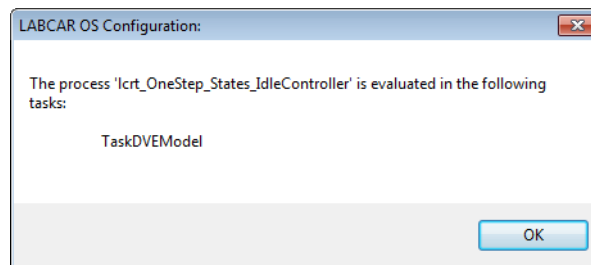 LABCAR OS Configuration:
The process 'lcrt_OneStep_States_IdleController' is evaluated in the following
tasks:
TaskDVEModel
OK